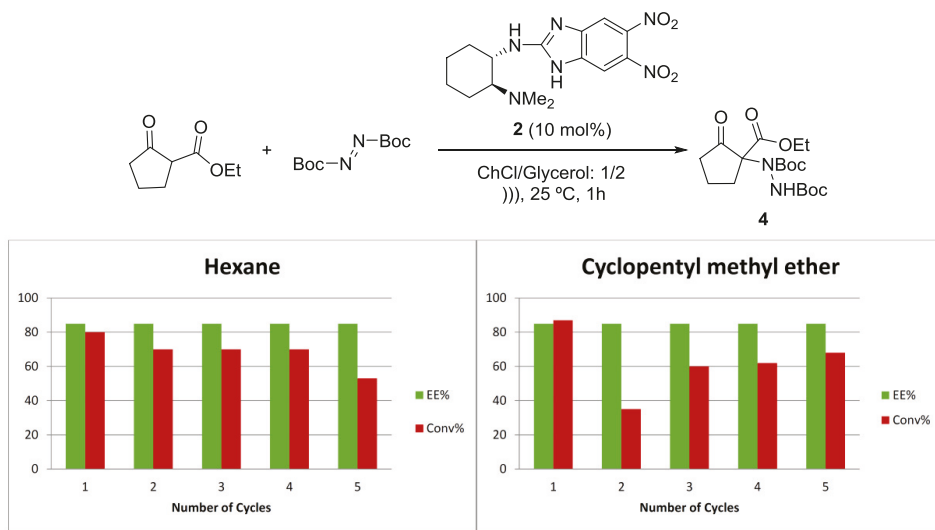 H
N
N
NO₂
N
H
NO₂
NMe₂
2 (10 mol%)
O
O
OEt
+
Boc
N
N
Boc
ChCl/Glycerol: 1/2
))), 25 ºC, 1h
O
O
OEt
NBoc
NHBoc
4
Hexane
100
80
60
40
20
0
1 2 3 4 5
Number of Cycles
EE%
Conv%
Cyclopentyl methyl ether
100
80
60
40
20
0
1 2 3 4 5
Number of Cycles
EE%
Conv%